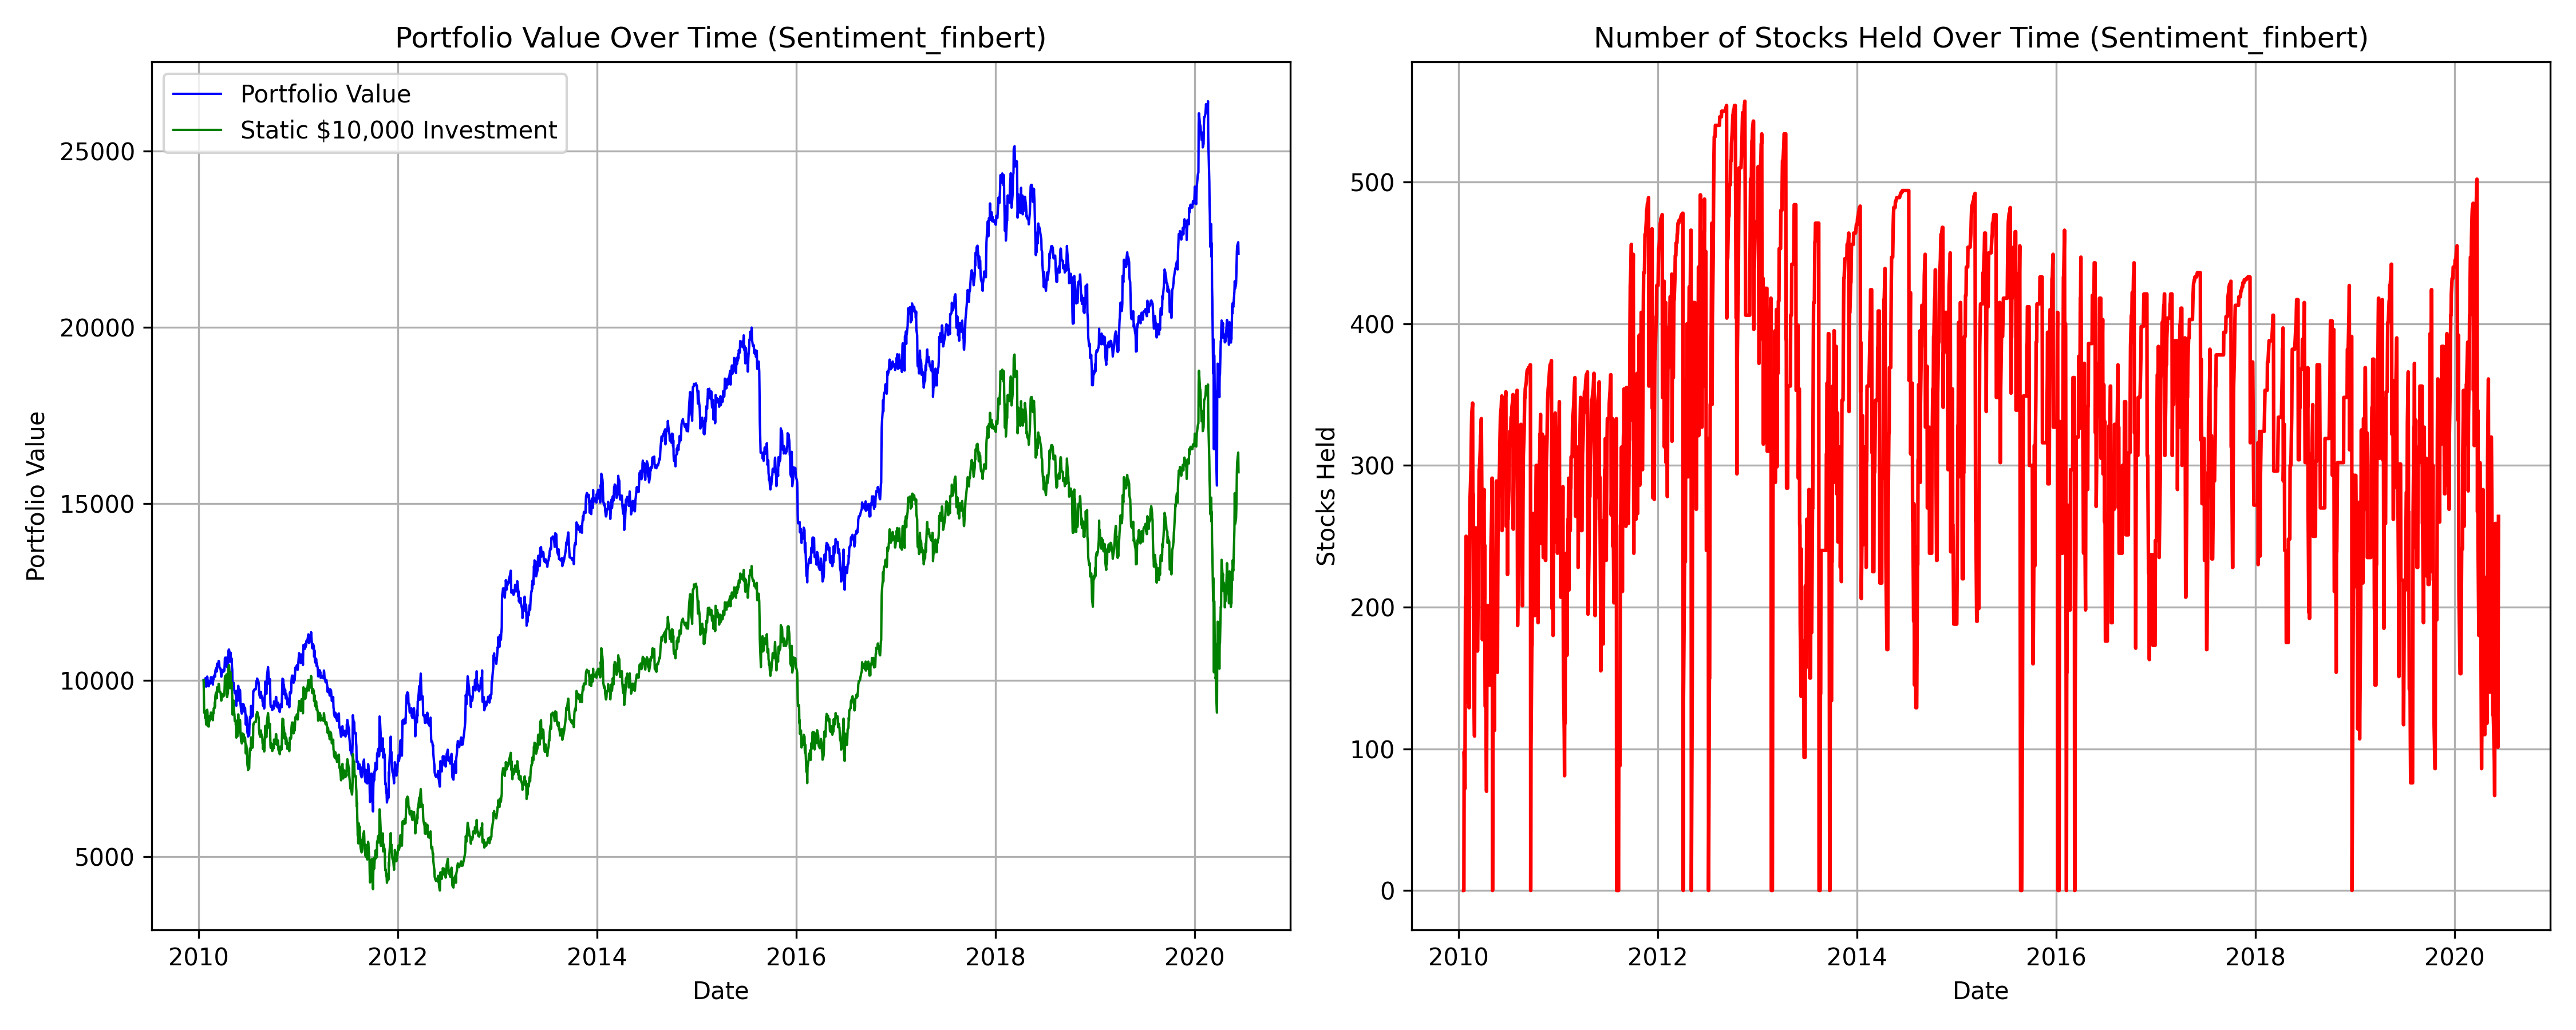 Portfolio Value Over Time (Sentiment_finbert)
Portfolio Value
Static $10,000 Investment
Portfolio Value
25000
20000
15000
10000
5000
2010 2012 2014 2016 2018 2020
Date
Number of Stocks Held Over Time (Sentiment_finbert)
Stocks Held
500
400
300
200
100
0
2010 2012 2014 2016 2018 2020
Date